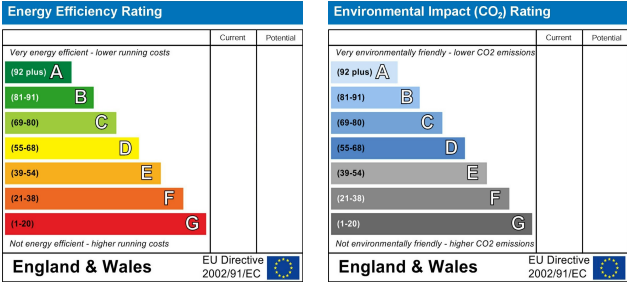 Energy Efficiency Rating
Current Potential
Very energy efficient - lower running costs
(92 plus) A
(81-91) B
(69-80) C
(55-68) D
(39-54) E
(21-38) F
(1-20) G
Not energy efficient - higher running costs
England & Wales
EU Directive
2002/91/EC
Environmental Impact (CO₂) Rating
Current Potential
Very environmentally friendly - lower CO2 emissions
(92 plus) A
(81-91) B
(69-80) C
(55-68) D
(39-54) E
(21-38) F
(1-20) G
Not environmentally friendly - higher CO2 emissions
England & Wales
EU Directive
2002/91/EC